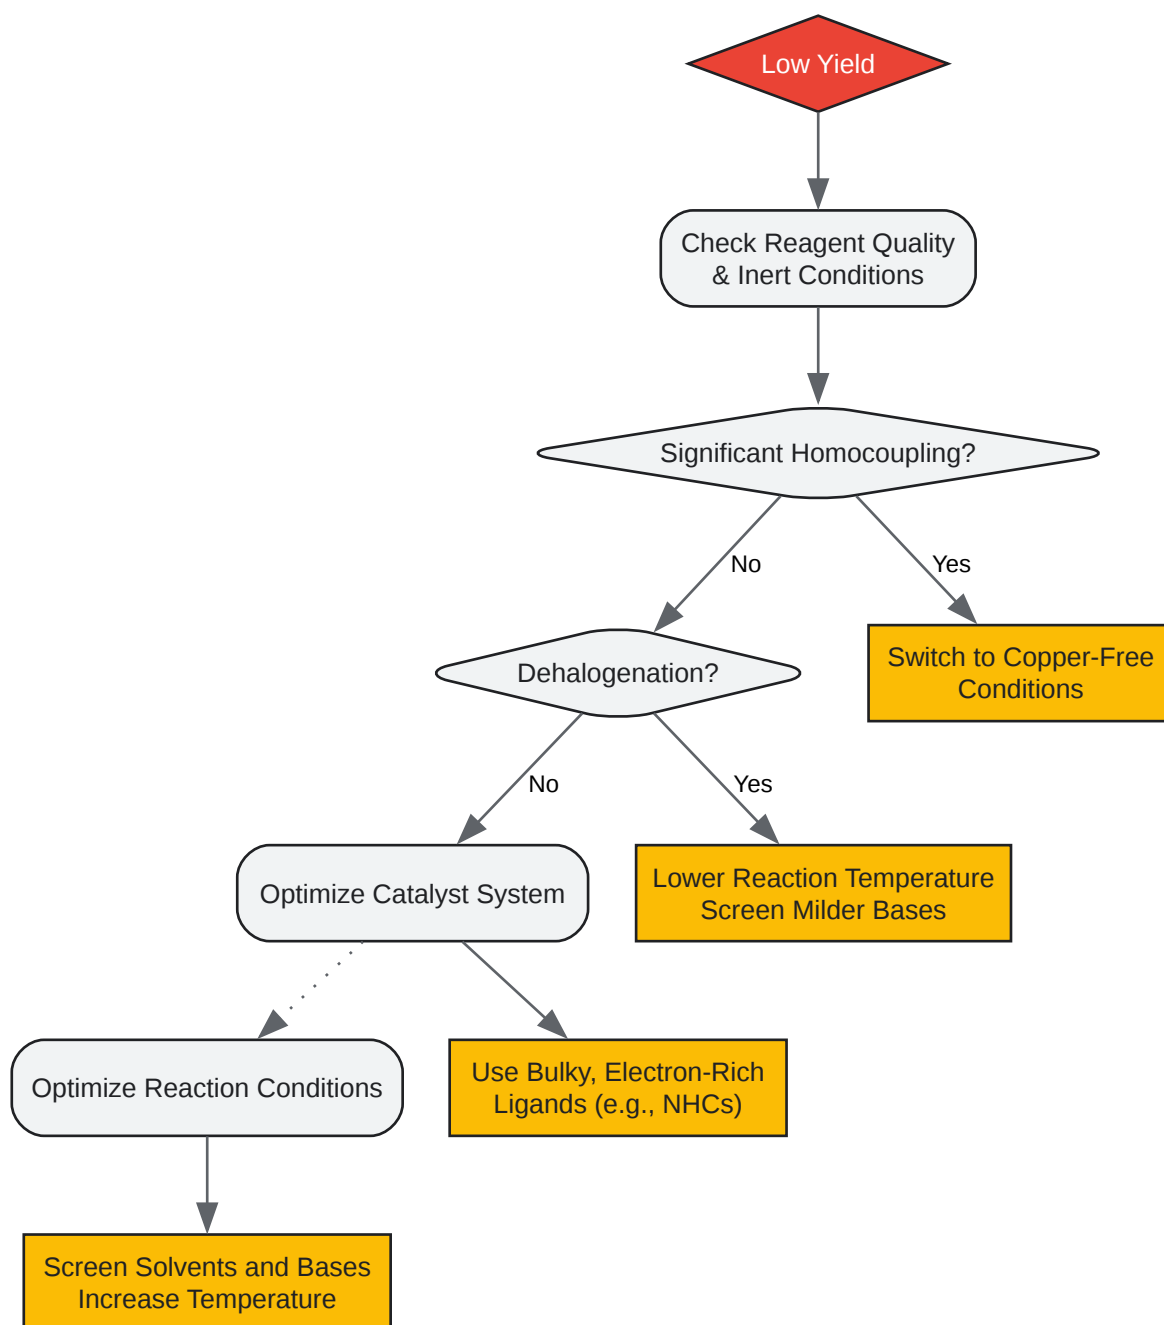 Low Yield
Check Reagent Quality
& Inert Conditions
Significant Homocoupling?
No
Yes
Switch to Copper-Free
Conditions
Dehalogenation?
No
Yes
Optimize Catalyst System
Lower Reaction Temperature
Screen Milder Bases
Optimize Reaction Conditions
Use Bulky, Electron-Rich
Ligands (e.g., NHCs)
Screen Solvents and Bases
Increase Temperature